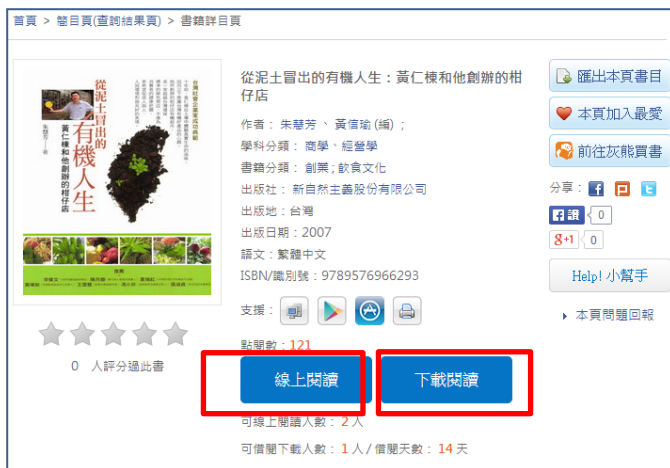 首頁 > 簡目頁(查詢結果頁) > 書籍詳目頁
從泥土冒出的
有機人生
黃仁棟和他創辦的柑仔店
朱慧芳
推薦
0 人評分過此書
從泥土冒出的有機人生：黃仁棟和他創辦的柑
仔店
作者： 朱慧芳 、 黃信瑜 (編) ；
學科分類： 商學、經營學
書籍分類： 創業；飲食文化
出版社： 新自然主義股份有限公司
出版地：台灣
出版日期：2007
語文：繁體中文
ISBN/識別號：9789576966293
支援：
點閱數：121
線上閱讀
下載閱讀
可線上閱讀人數： 2 人
可借閱下載人數： 1 人 / 借閱天數： 14 天
匯出本頁書目
本頁加入最愛
前往灰熊買書
分享：
讚 0
g+1 0
Help! 小幫手
本頁問題回報